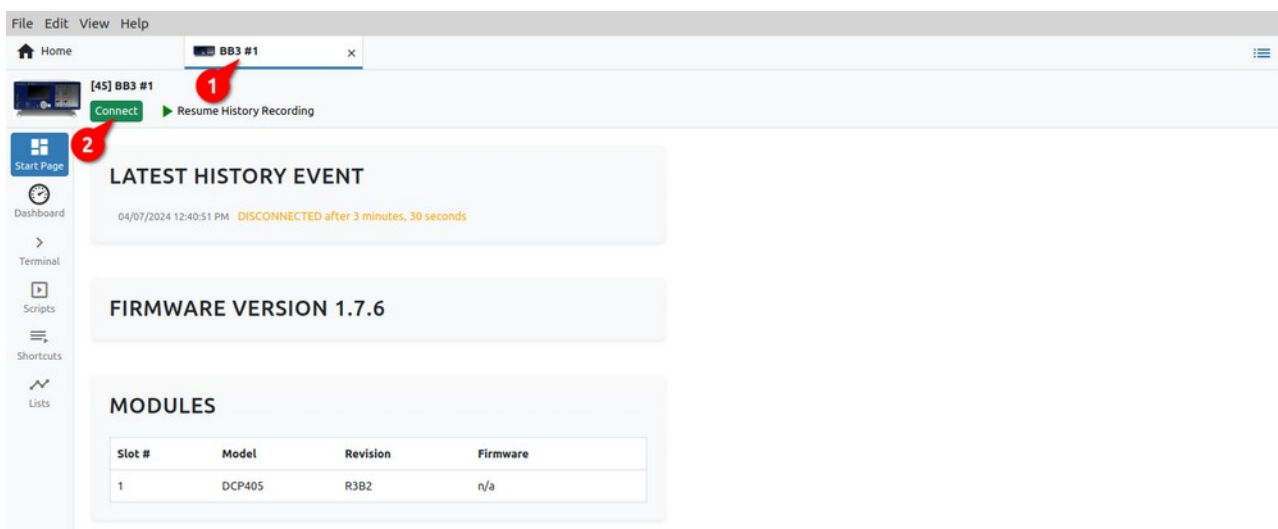 File Edit View Help
Home BB3 #1 ×
1
[45] BB3 #1
Connect Resume History Recording
2
Start Page
Dashboard
Terminal
Scripts
Shortcuts
Lists
LATEST HISTORY EVENT
04/07/2024 12:40:51 PM DISCONNECTED after 3 minutes, 30 seconds
FIRMWARE VERSION 1.7.6
MODULES
Slot # Model Revision Firmware
1 DCP405 R3B2 n/a